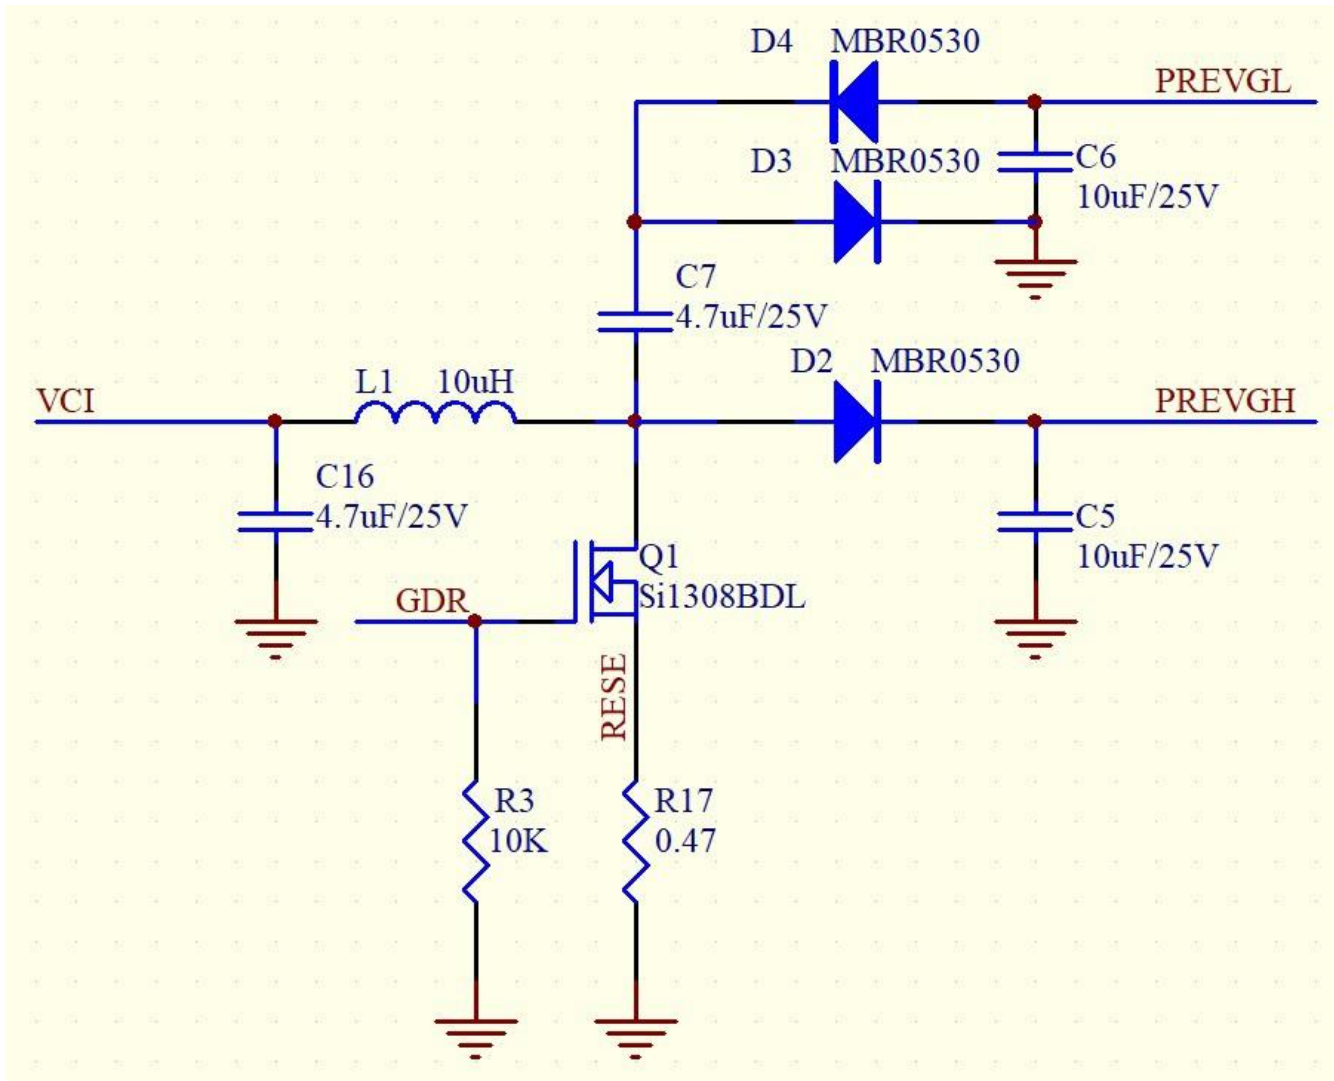 D4 MBR0530
PREVGL
D3 MBR0530
C6
10uF/25V
C7
4.7uF/25V
D2 MBR0530
L1 10uH
VCI
PREVGH
C16
4.7uF/25V
C5
10uF/25V
Q1
Si1308BDL
GDR
RESE
R3
10K
R17
0.47